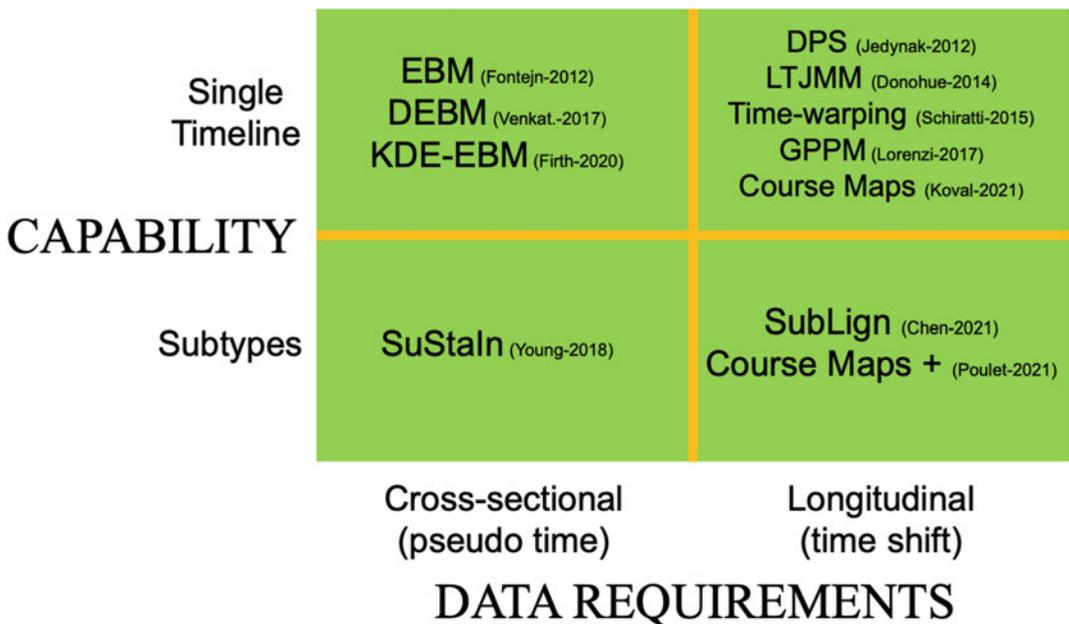 Single
Timeline
EBM (Fontejn-2012)
DEBM (Venkat.-2017)
KDE-EBM (Firth-2020)
DPS (Jedynak-2012)
LTJMM (Donohue-2014)
Time-warping (Schiratti-2015)
GPPM (Lorenzi-2017)
Course Maps (Koval-2021)
CAPABILITY
Subtypes
SuStaIn (Young-2018)
SubLign (Chen-2021)
Course Maps + (Poulet-2021)
Cross-sectional
(pseudo time)
Longitudinal
(time shift)
DATA REQUIREMENTS